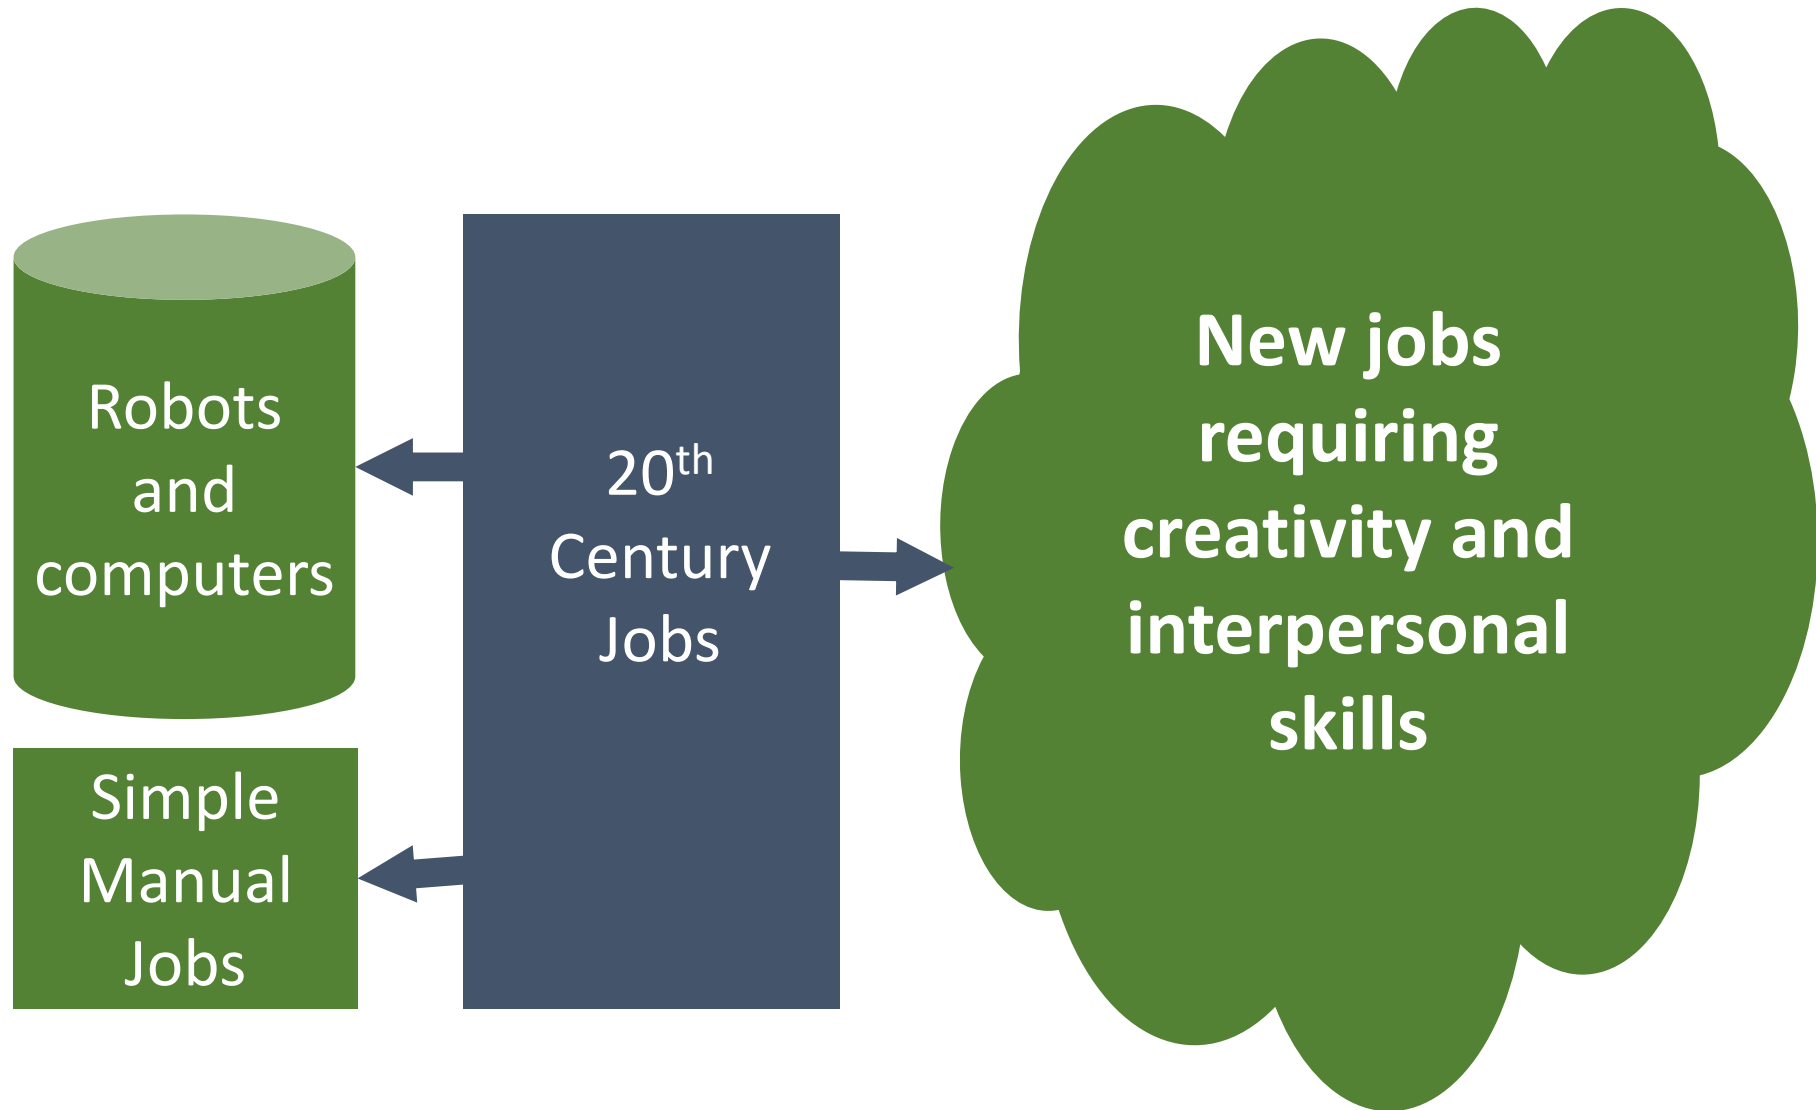 Robots
and
computers
Simple
Manual
Jobs
20th
Century
Jobs
New jobs
requiring
creativity and
interpersonal
skills